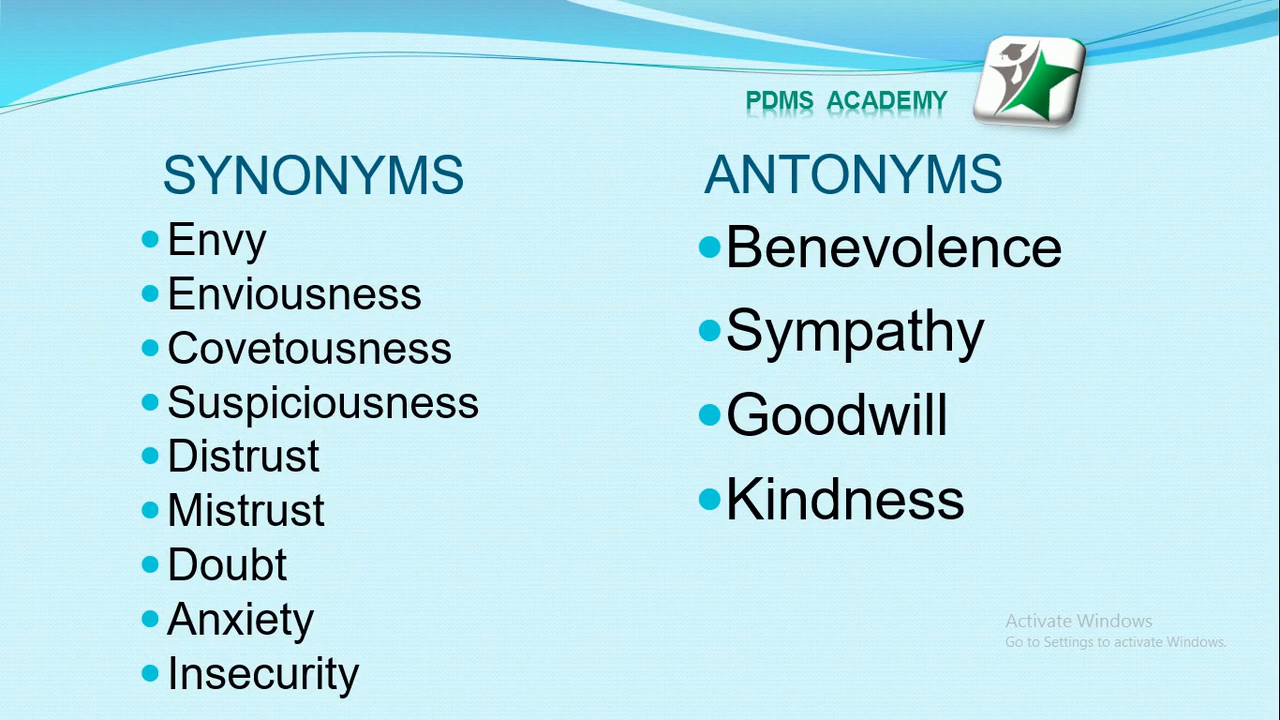 PDMS ACADEMY
SYNONYMS
Envy
Enviousness
Covetousness
Suspiciousness
Distrust
Mistrust
Doubt
Anxiety
Insecurity
ANTONYMS
Benevolence
Sympathy
Goodwill
Kindness
Activate Windows
Go to Settings to activate Windows.